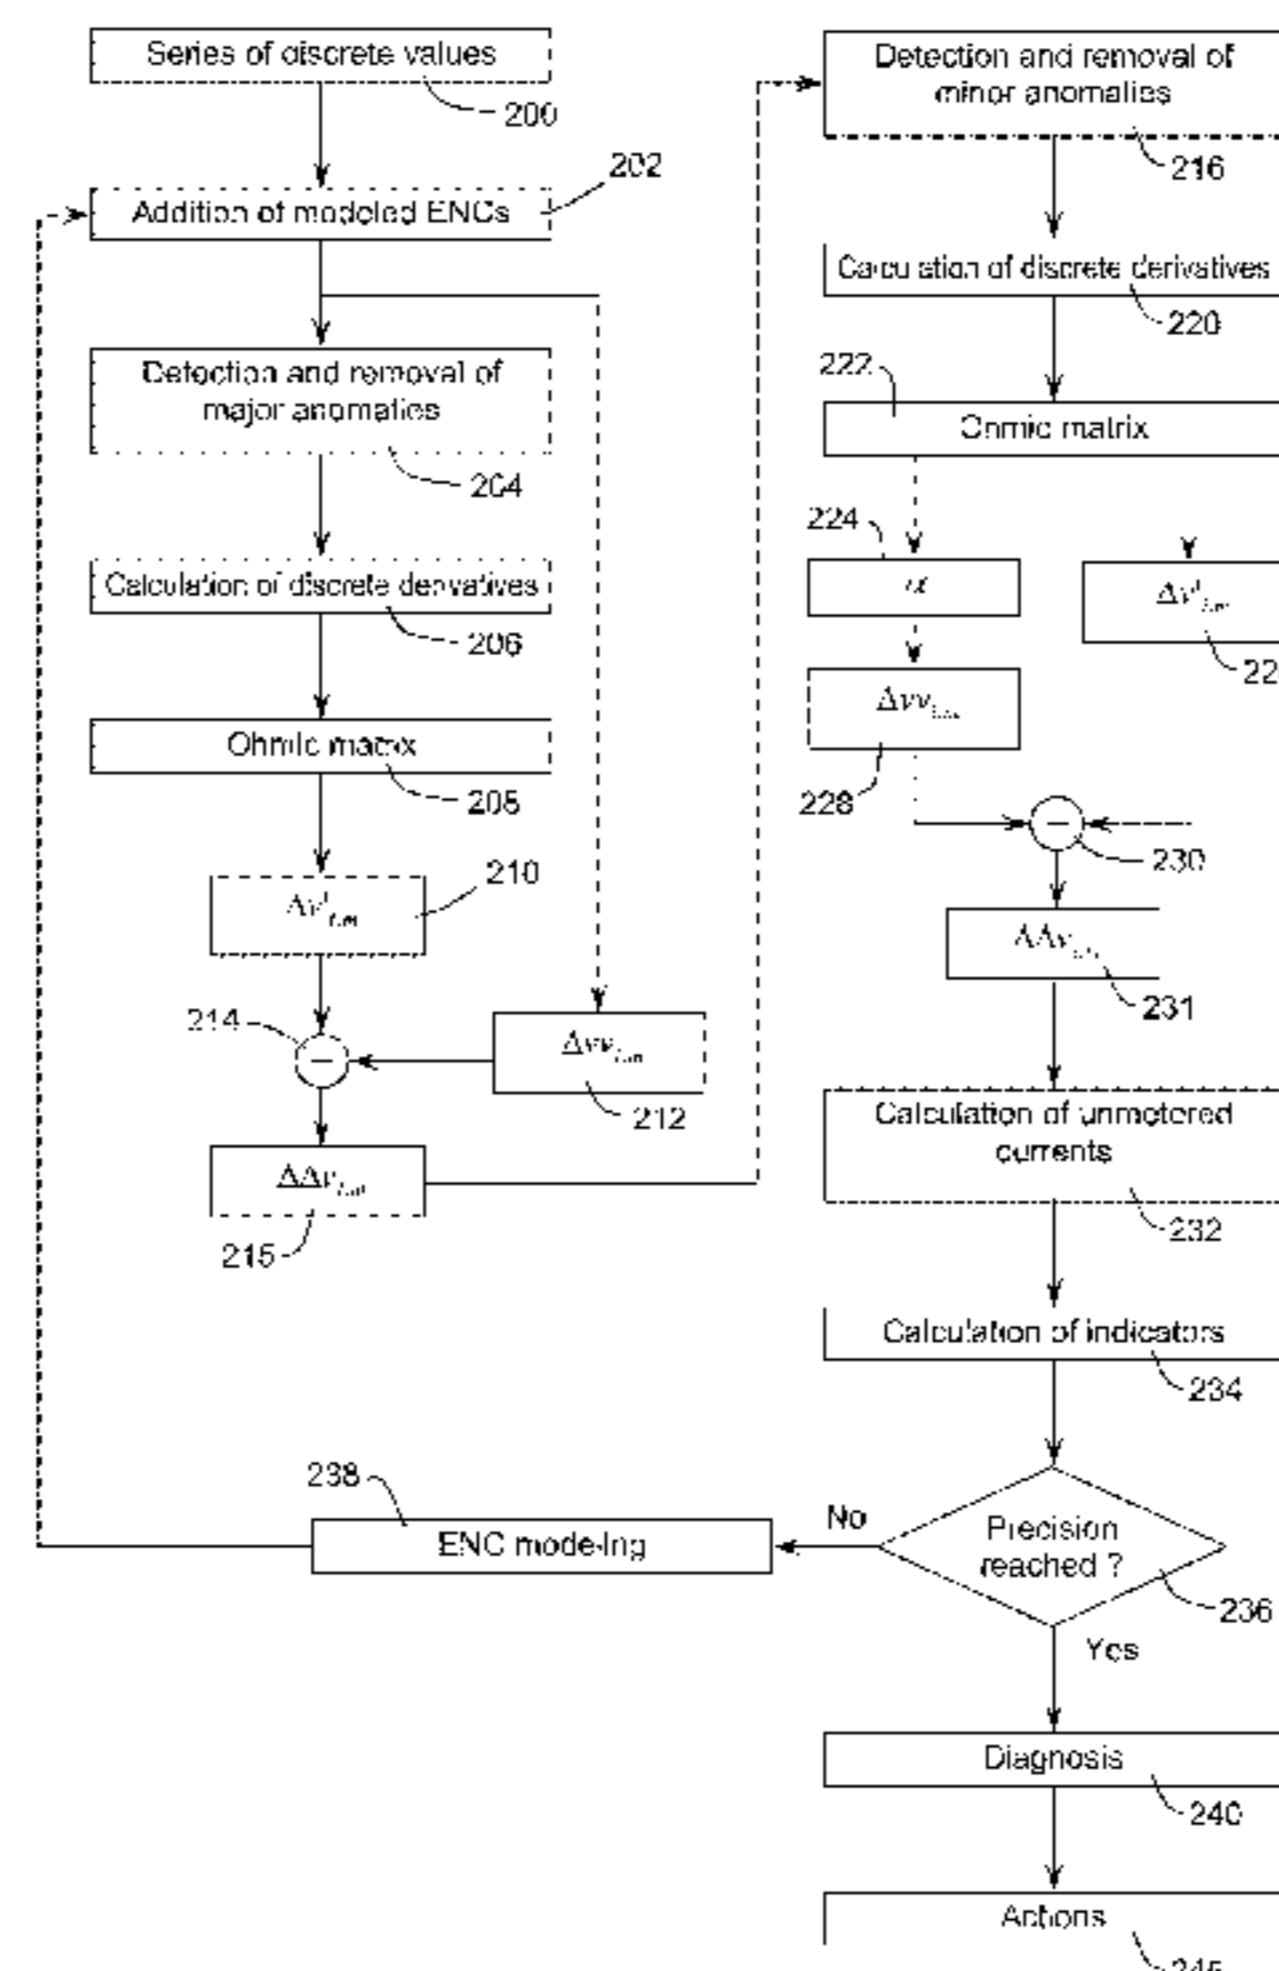 Series of discrete values
200
Addition of modeled ENCs
202
Detection and removal of
major anomalies
204
Calculation of discrete derivatives
206
Ohmic matrix
208
210
214
212
215
Detection and removal of
minor anomalies
216
Calculation of discrete derivatives
220
222
Ohmic matrix
224
α
228
230
231
Calculation of unmetered
currents
232
Calculation of indicators
234
Precision
reached ?
236
No
Yes
238
ENC modeling
Diagnosis
240
Actions